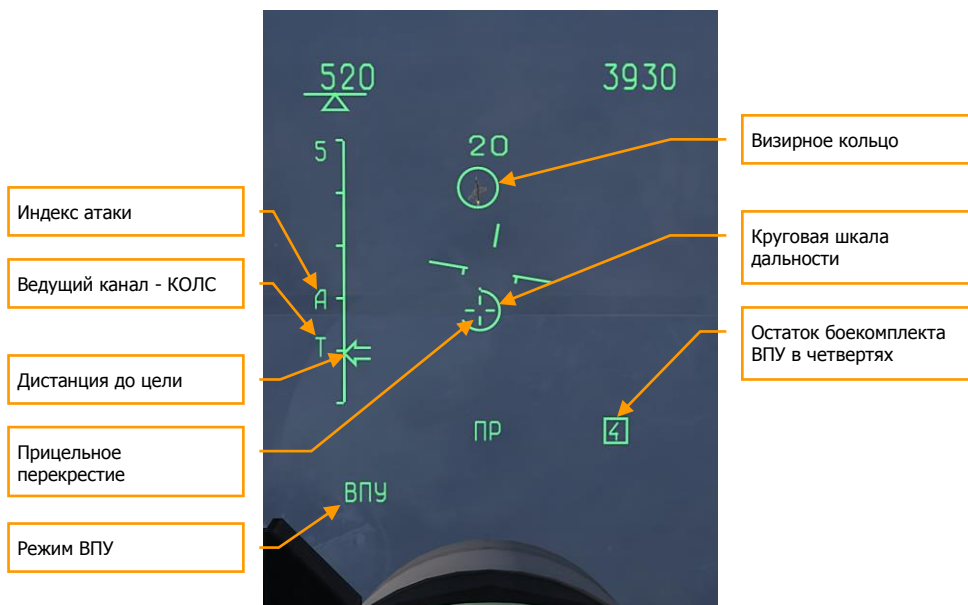 520
3930
5
20
А
Т
ПР
4
ВПУ
Индекс атаки
Ведущий канал - КОЛС
Дистанция до цели
Прицельное
перекрестие
Режим ВПУ
Визирное кольцо
Круговая шкала
дальности
Остаток боекомплекта
ВПУ в четвертях